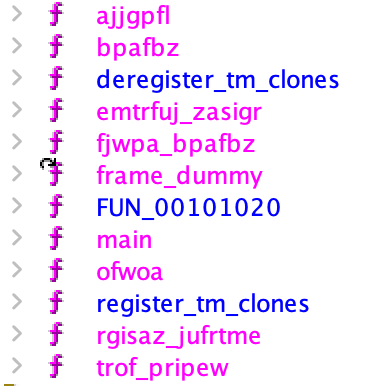 f ajjgpfl
f bpafbz
f deregister_tm_clones
f emtrfuj_zasigr
f fjwpa_bpafbz
f frame_dummy
f FUN_00101020
f main
f ofwoa
f register_tm_clones
f rgisaz_jufrtme
f trof_pripew